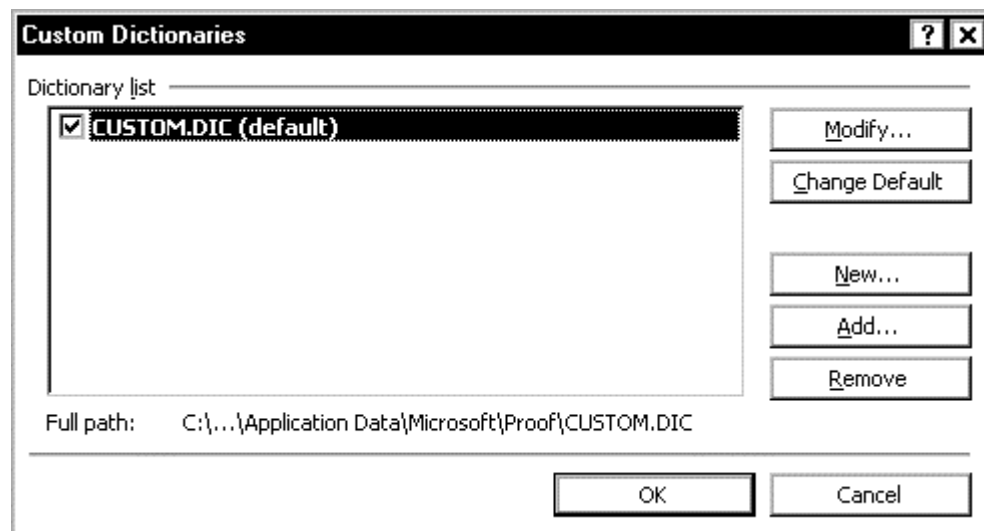 Custom Dictionaries
Dictionary list
CUSTOM.DIC (default)
Modify...
Change Default
New...
Add...
Remove
Full path: C:\...\Application Data\Microsoft\Proof\CUSTOM.DIC
OK Cancel